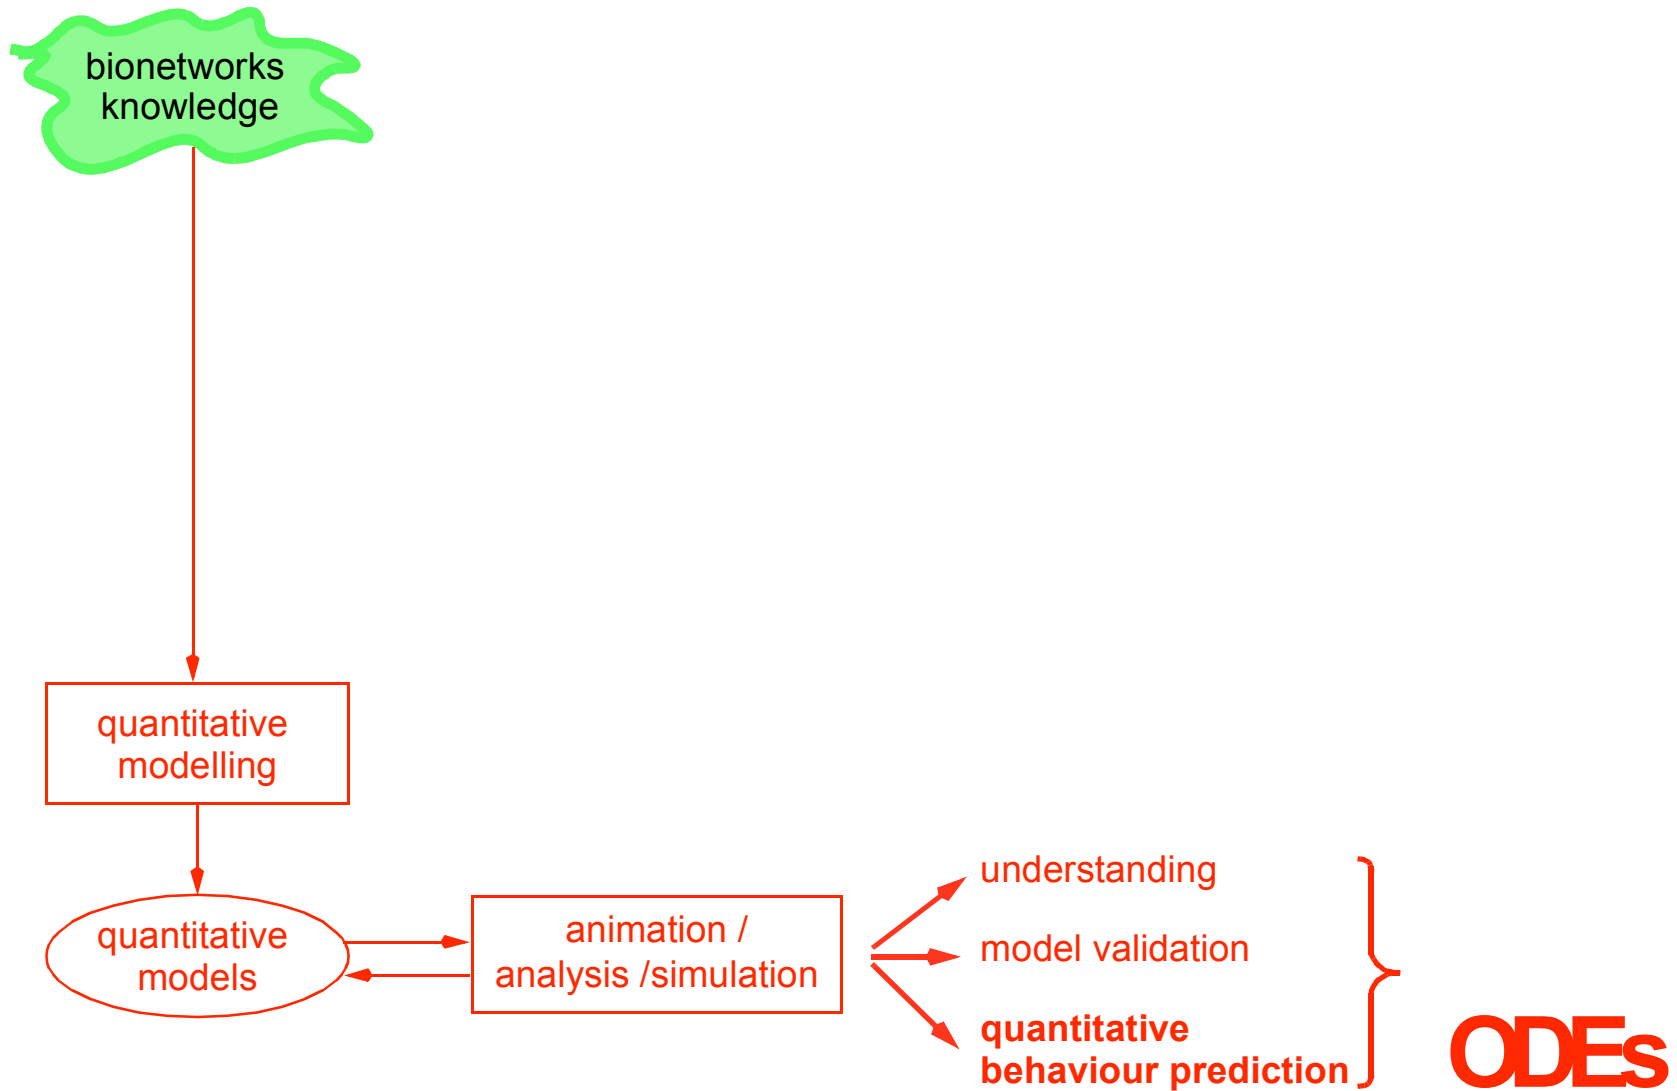 bionetworks
knowledge
quantitative
modelling
quantitative
models
animation /
analysis /simulation
understanding
model validation
quantitative
behaviour prediction
ODEs